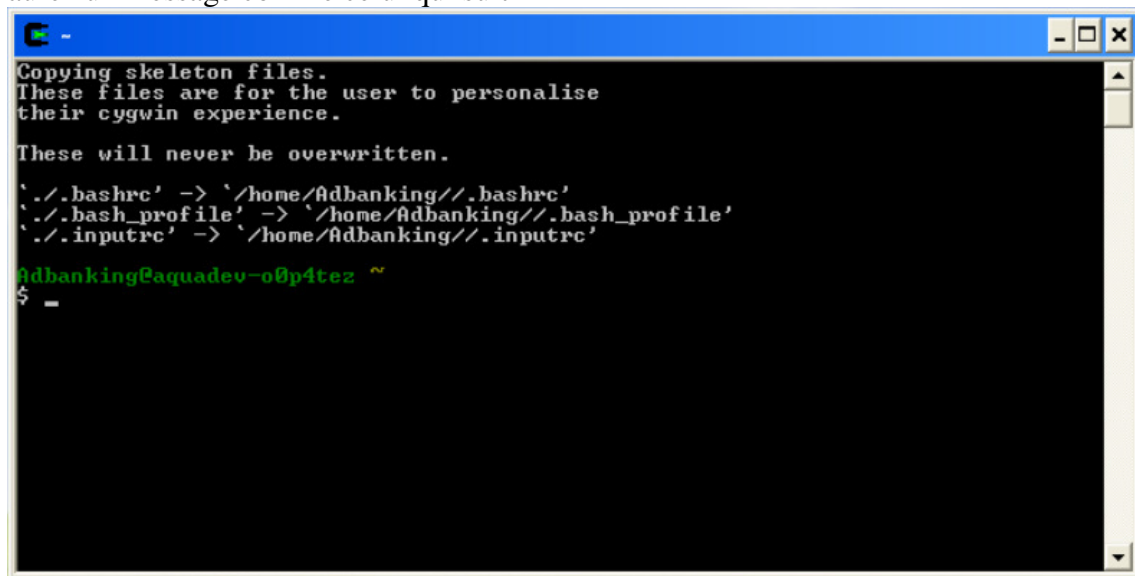 ~
Copying skeleton files.
These files are for the user to personalise
their cygwin experience.
These will never be overwritten.
`./.bashrc' -> `/home/Adbanking//.bashrc'
`./.bash_profile' -> `/home/Adbanking//.bash_profile'
`./.inputrc' -> `/home/Adbanking//.inputrc'
Adbanking@aquadev-o0p4tez ~
$ _